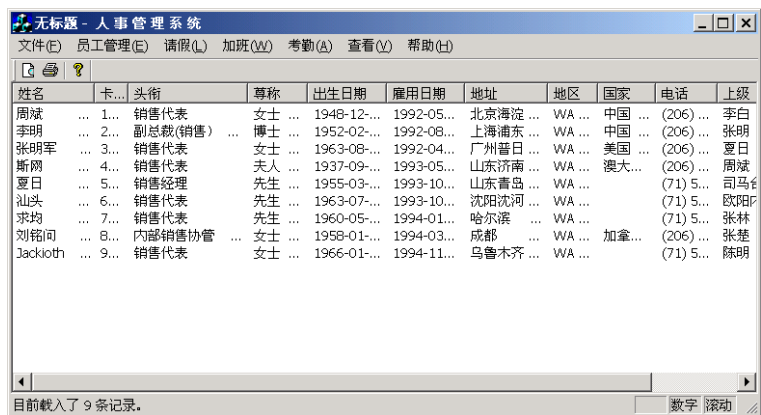 无标题 - 人事管理系统
文件(F) 员工管理(E) 请假(L) 加班(W) 考勤(A) 查看(V) 帮助(H)
姓名 卡... 头衔 尊称 出生日期 雇用日期 地址 地区 国家 电话 上级
周斌 ... 1... 销售代表 女士 ... 1948-12-... 1992-05... 北京海淀 ... WA ... 中国 ... (206) ... 李白
李明 ... 2... 副总裁(销售) ... 博士 ... 1952-02-... 1992-08... 上海浦东 ... WA ... 中国 ... (206) ... 张明
张明军 ... 3... 销售代表 女士 ... 1963-08-... 1992-04... 广州普日 ... WA ... 美国 ... (206) ... 夏日
斯网 ... 4... 销售代表 夫人 ... 1937-09-... 1993-05... 山东济南 ... WA ... 澳大... (206) ... 周斌
夏日 ... 5... 销售经理 先生 ... 1955-03-... 1993-10... 山东青岛 ... WA ... (71) 5... 司马
汕头 ... 6... 销售代表 先生 ... 1963-07-... 1993-10... 沈阳沈河 ... WA ... (71) 5... 欧阳
求均 ... 7... 销售代表 先生 ... 1960-05-... 1994-01... 哈尔滨 ... WA ... (71) 5... 张林
刘铭问 ... 8... 内部销售协管 ... 女士 ... 1958-01-... 1994-03... 成都 ... WA ... 加拿... (206) ... 张楚
Jackioth ... 9... 销售代表 女士 ... 1966-01-... 1994-11... 乌鲁木齐 ... WA ... (71) 5... 陈明
目前载入了 9 条记录。 数字 滚动